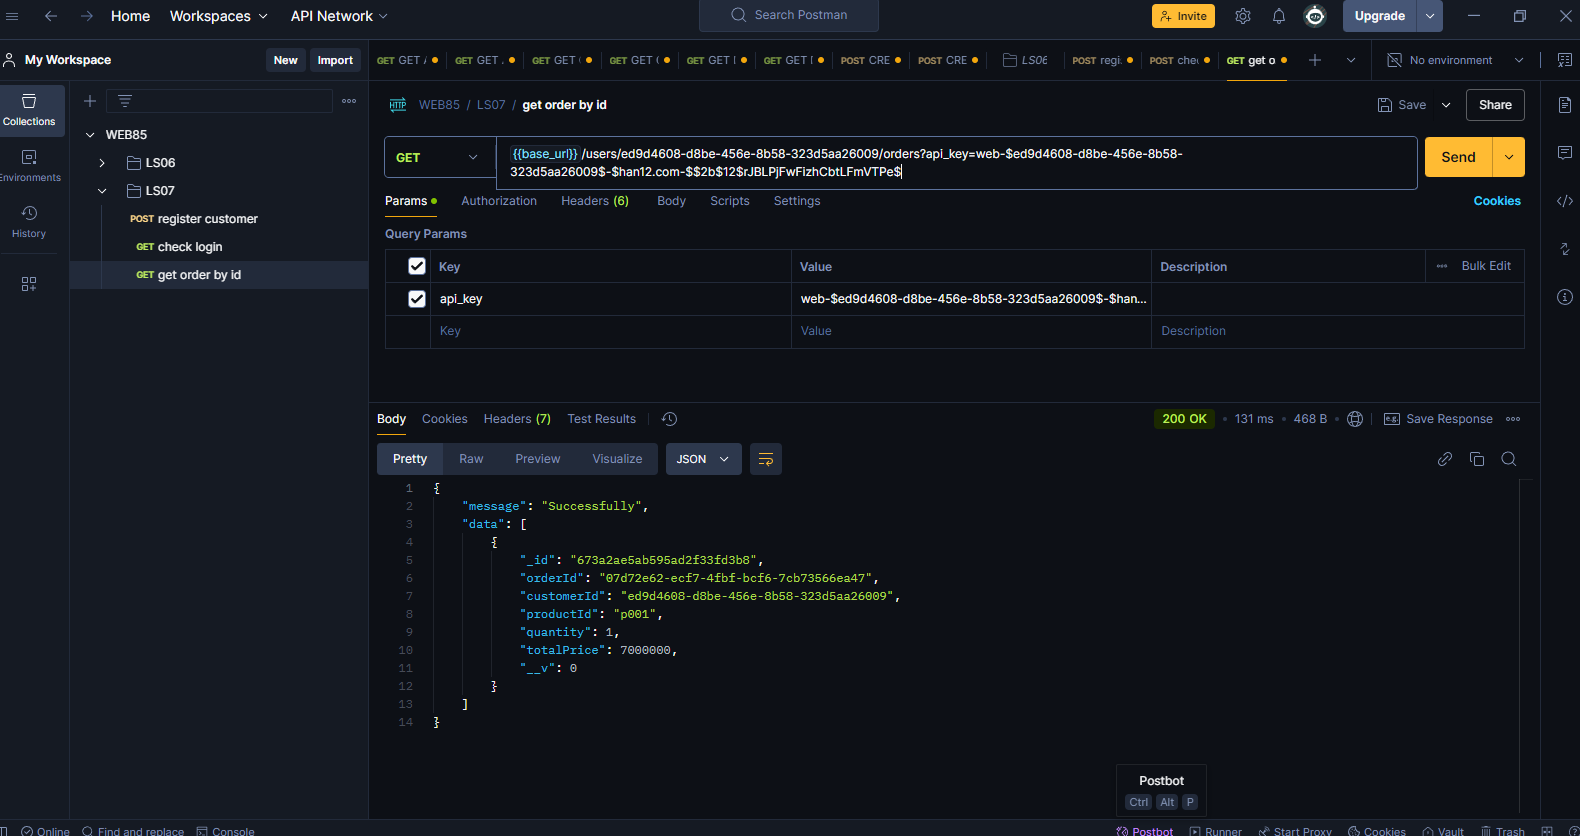 Home Workspaces API Network Search Postman Invite Upgrade
My Workspace New Import GET GET GET GET GET GET GET GET GET GET GET GET POST CRE POST CRE LS06 POST regi POST che GET get o No environment
Collections
WEB85 / LS07 / get order by id Save Share
WEB85
LS06
LS07
POST register customer
GET check login
GET get order by id
Environments
History
GET {{base_url}}/users/ed9d4608-d8be-456e-8b58-323d5aa26009/orders?api_key=web-$ed9d4608-d8be-456e-8b58-
323d5aa26009$-$han12.com-$$2b$12$rJBLPjFwFizhCbtLFmVTPe$
Send
Params Authorization Headers (6) Body Scripts Settings Cookies
Query Params
Key Value Description Bulk Edit
api_key web-$ed9d4608-d8be-456e-8b58-323d5aa26009$-$han...
Key Value Description
Body Cookies Headers (7) Test Results 200 OK 131 ms 468 B Save Response
Pretty Raw Preview Visualize JSON
1 {
2 "message": "Successfully",
3 "data": [
4 {
5 "_id": "673a2ae5ab595ad2f33fd3b8",
6 "orderId": "07d72e62-ecf7-4fbf-bcf6-7cb73566ea47",
7 "customerId": "ed9d4608-d8be-456e-8b58-323d5aa26009",
8 "productId": "p001",
9 "quantity": 1,
10 "totalPrice": 7000000,
11 "__v": 0
12 }
13 ]
14 }
Postbot
Ctrl Alt P
Online Find and replace Console Postbot Runner Start Proxy Cookies Vault Trash